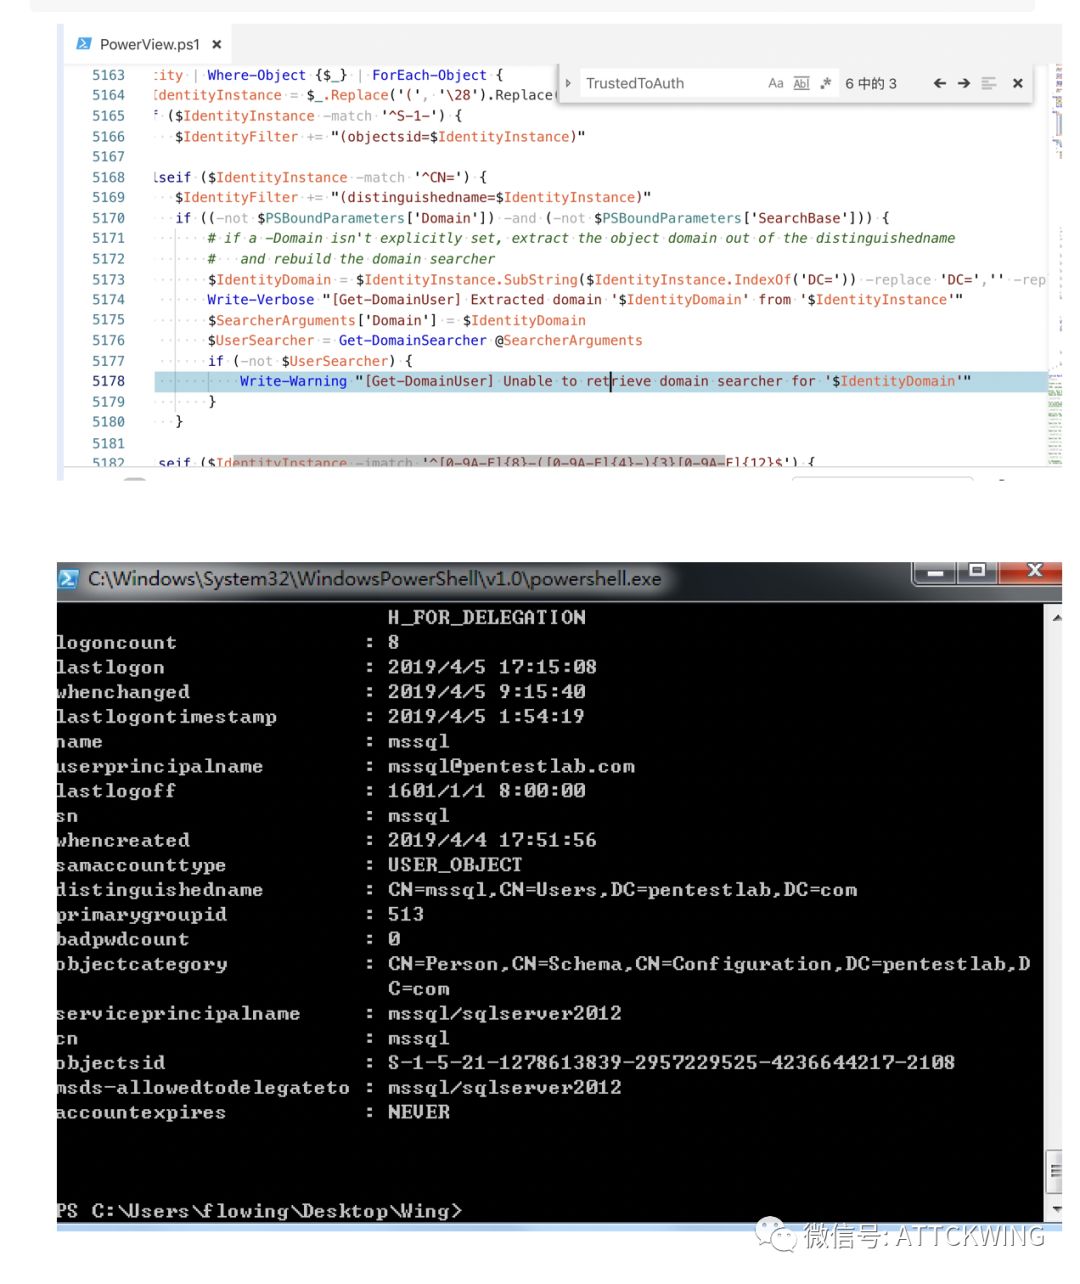 PowerView.ps1
TrustedToAuth Aa Abl .* 6 中的 3
5163 :ity | Where-Object {$_} | ForEach-Object {
5164 IdentityInstance = $_.Replace('(', '\28').Replace(
5165 f ($IdentityInstance -match '^S-1-') {
5166 $IdentityFilter += "(objectsid=$IdentityInstance)"
5167
5168 lseif ($IdentityInstance -match '^CN=') {
5169 $IdentityFilter += "(distinguishedname=$IdentityInstance)"
5170 if ((-not $PSBoundParameters['Domain']) -and (-not $PSBoundParameters['SearchBase'])) {
5171 # if a -Domain isn't explicitly set, extract the object domain out of the distinguishedname
5172 # and rebuild the domain searcher
5173 $IdentityDomain = $IdentityInstance.SubString($IdentityInstance.IndexOf('DC=')) -replace 'DC=','' -rep
5174 Write-Verbose "[Get-DomainUser] Extracted domain '$IdentityDomain' from '$IdentityInstance'"
5175 $SearcherArguments['Domain'] = $IdentityDomain
5176 $UserSearcher = Get-DomainSearcher @SearcherArguments
5177 if (-not $UserSearcher) {
5178 Write-Warning "[Get-DomainUser] Unable to retrieve domain searcher for '$IdentityDomain'"
5179 }
5180 }
5181
5182 seif ($IdentityInstance -imatch '^[0-9A-F]{8}-([0-9A-F]{4}-){3}[0-9A-F]{12}$') {
C:\Windows\System32\WindowsPowerShell\v1.0\powershell.exe
H_FOR_DELEGATION
logoncount : 8
lastlogon : 2019/4/5 17:15:08
whenchanged : 2019/4/5 9:15:40
lastlogontimestamp : 2019/4/5 1:54:19
name : mssql
userprincipalname : mssql@pentestlab.com
lastlogoff : 1601/1/1 8:00:00
sn : mssql
whencreated : 2019/4/4 17:51:56
samaccounttype : USER_OBJECT
distinguishedname : CN=mssql,CN=Users,DC=pentestlab,DC=com
primarygroupid : 513
badpwdcount : 0
objectcategory : CN=Person,CN=Schema,CN=Configuration,DC=pentestlab,D
C=com
serviceprincipalname : mssql/sqlserver2012
cn : mssql
objectsid : S-1-5-21-1278613839-2957229525-4236644217-2108
msds-allowedtodelegateto : mssql/sqlserver2012
accountexpires : NEVER
PS C:\Users\flowing\Desktop\Wing>
微信号: ATTCKWING